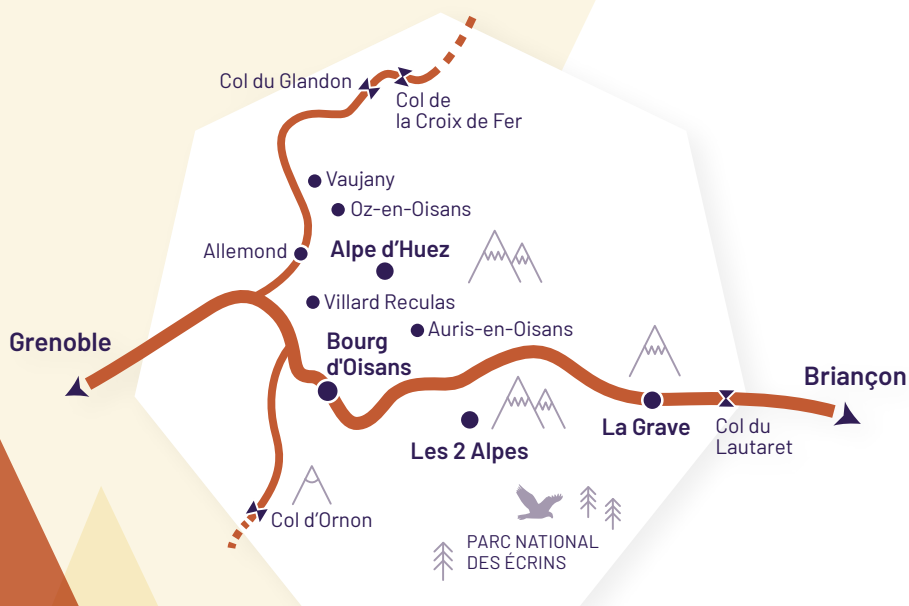 Col du Glandon
Col de
la Croix de Fer
Vaujany
Oz-en-Oisans
Allemond
Alpe d'Huez
Villard Reculas
Auris-en-Oisans
Grenoble
Bourg
d'Oisans
Briançon
La Grave
Col du
Lautaret
Les 2 Alpes
Col d'Ornon
PARC NATIONAL
DES ÉCRINS